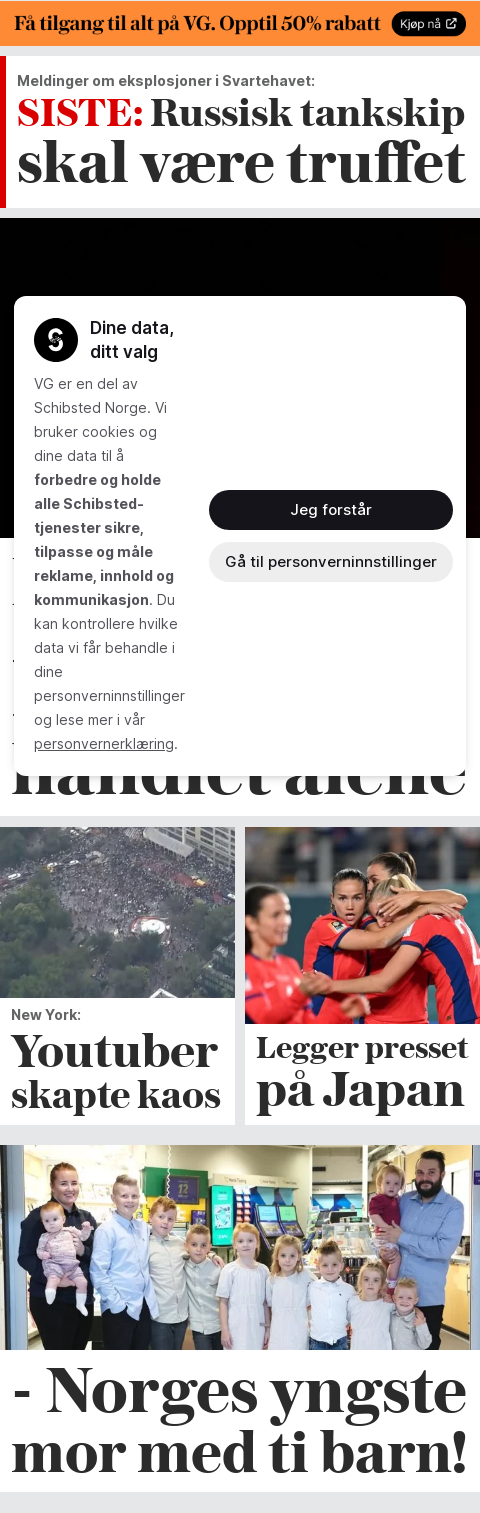 Få tilgang til alt på VG. Opptil 50% rabatt
Kjøp nå
Meldinger om eksplosjoner i Svartehavet:
SISTE: Russisk tankskip
skal være truffet
Dine data,
ditt valg
VG er en del av
Schibsted Norge. Vi
bruker cookies og
dine data til å
forbedre og holde
alle Schibsted-
tjenester sikre,
tilpasse og måle
reklame, innhold og
kommunikasjon. Du
kan kontrollere hvilke
data vi får behandle i
dine
personverninnstillinger
og lese mer i vår
personvernerklæring.
Jeg forstår
Gå til personverninnstillinger
handlet alene
New York:
Youtuber
skapte kaos
Legger presset
på Japan
- Norges yngste
mor med ti barn!